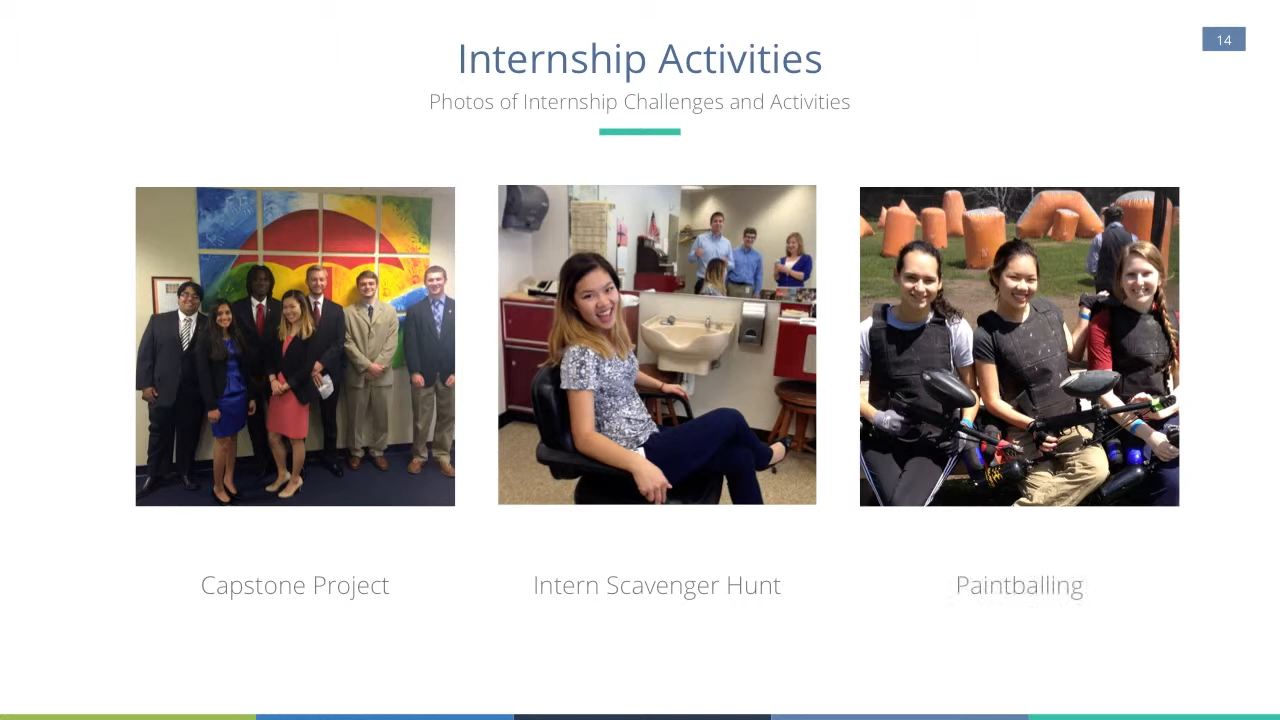 14
Internship Activities
Photos of Internship Challenges and Activities
Capstone Project
Intern Scavenger Hunt
Paintballing